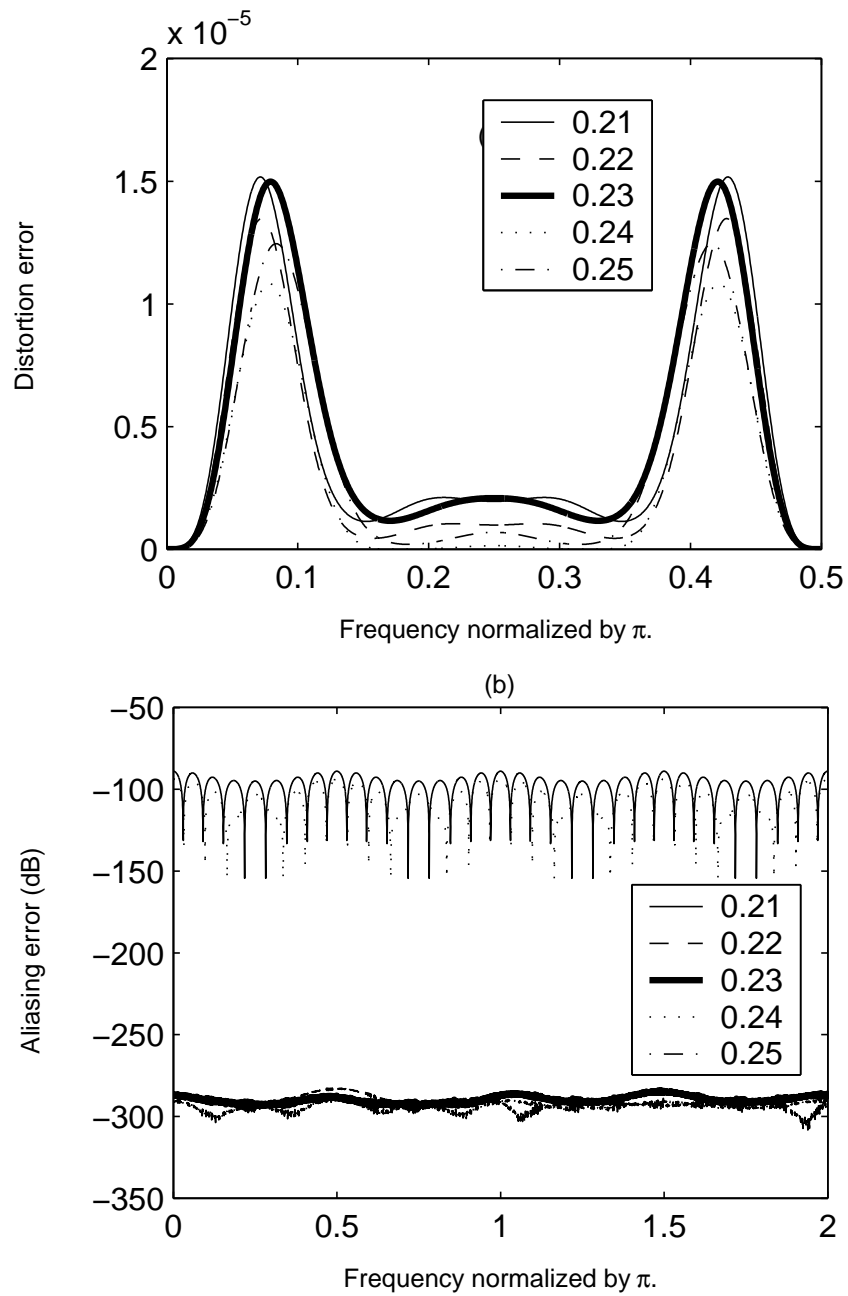 x 10−5
2
1.5
1
0.5
0
Distortion error
0 0.1 0.2 0.3 0.4 0.5
Frequency normalized by π.
0.21
0.22
0.23
0.24
0.25
(b)
−50
−100
−150
−200
−250
−300
−350
Aliasing error (dB)
0 0.5 1 1.5 2
Frequency normalized by π.
0.21
0.22
0.23
0.24
0.25